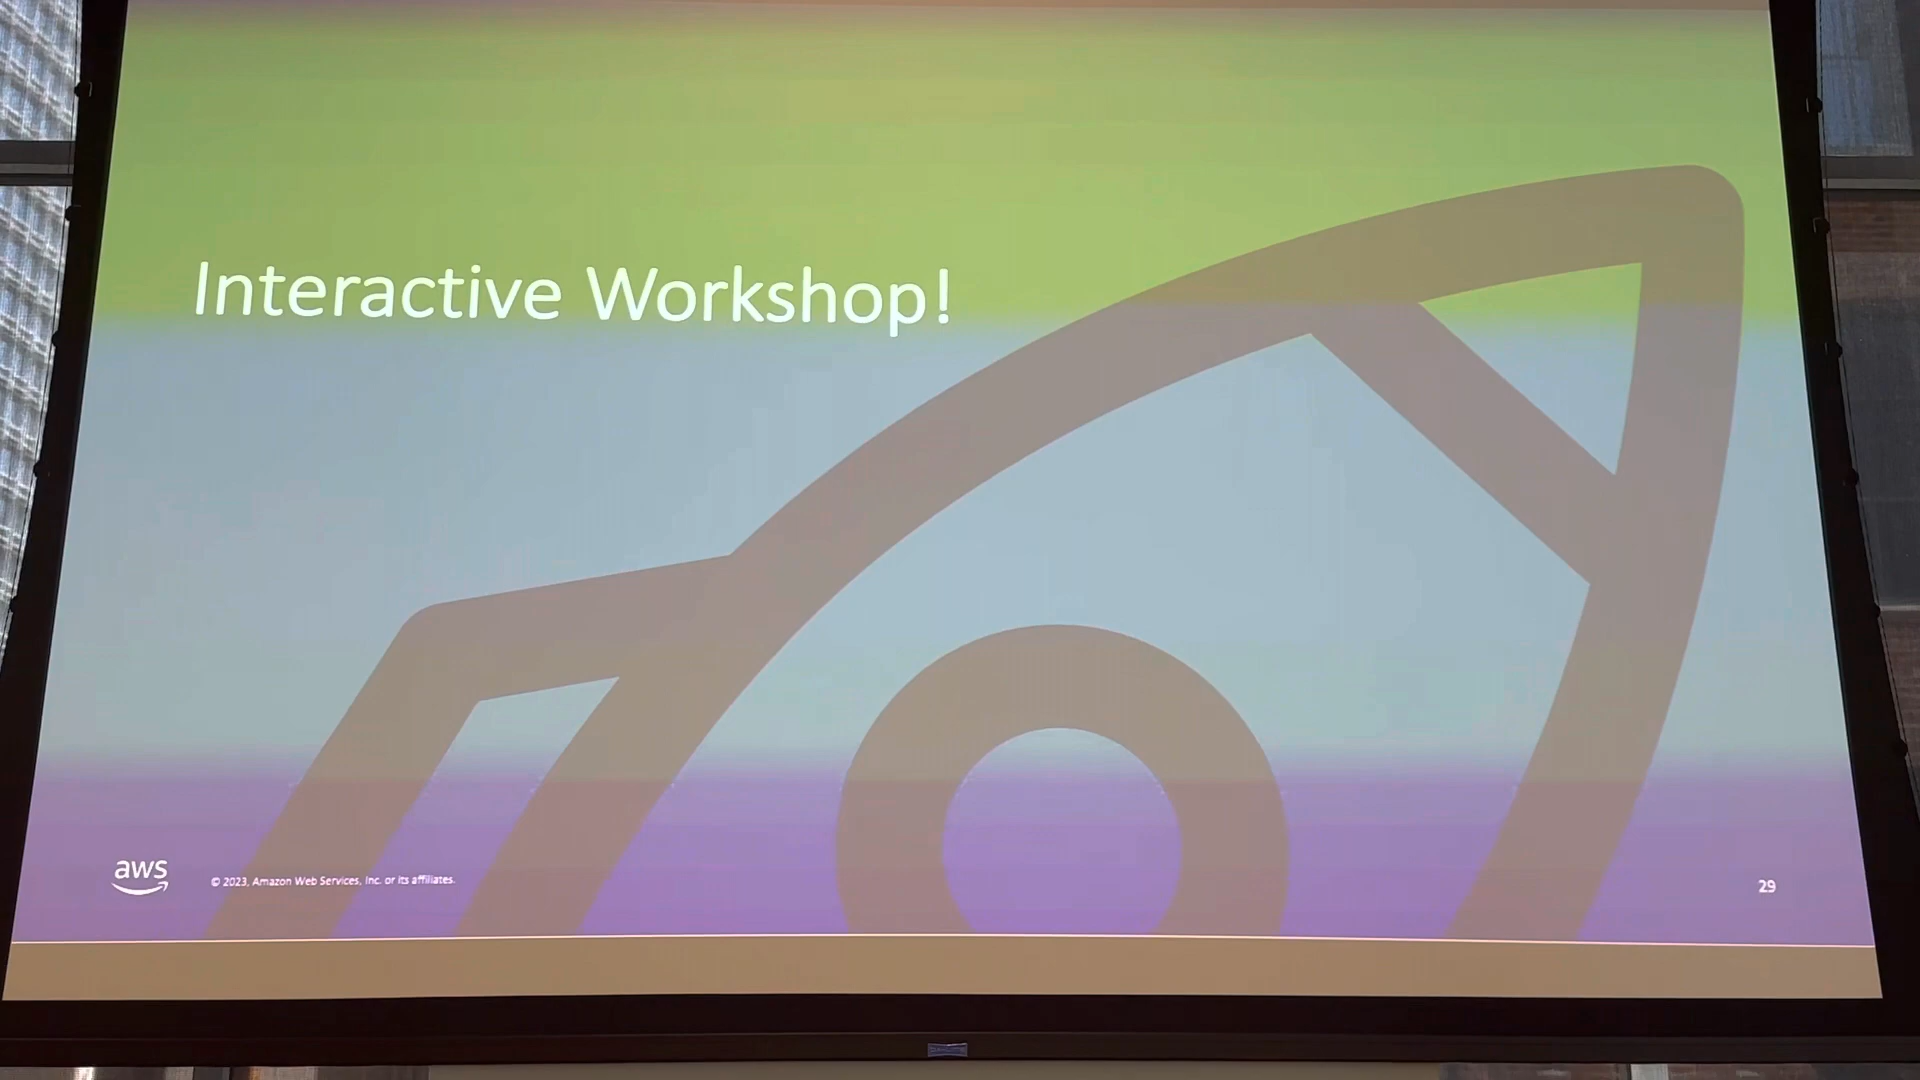 Interactive Workshop!
aws
© 2023, Amazon Web Services, Inc. or its affiliates.
29